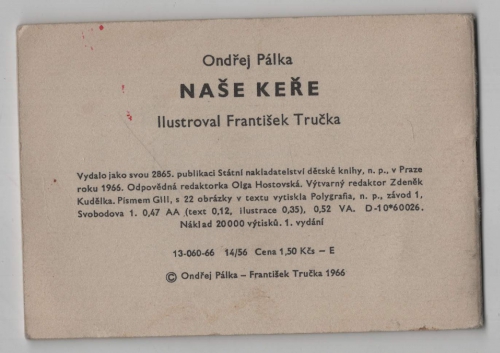 Ondřej Pálka
NAŠE KEŘE
Ilustroval František Tručka
Vydalo jako svou 2865. publikaci Státní nakladatelství dětské knihy, n. p., v Praze
roku 1966. Odpovědná redaktorka Olga Hostovská. Výtvarný redaktor Zdeněk
Kudělka. Písmem GIII, s 22 obrázky v textu vytiskla Polygrafia, n. p., závod 1,
Svobodova 1. 0,47 AA (text 0,12, ilustrace 0,35), 0,52 VA. D-10*60026.
Náklad 20000 výtisků. 1. vydání
13-060-66 14/56 Cena 1,50 Kčs – E
© Ondřej Pálka – František Tručka 1966